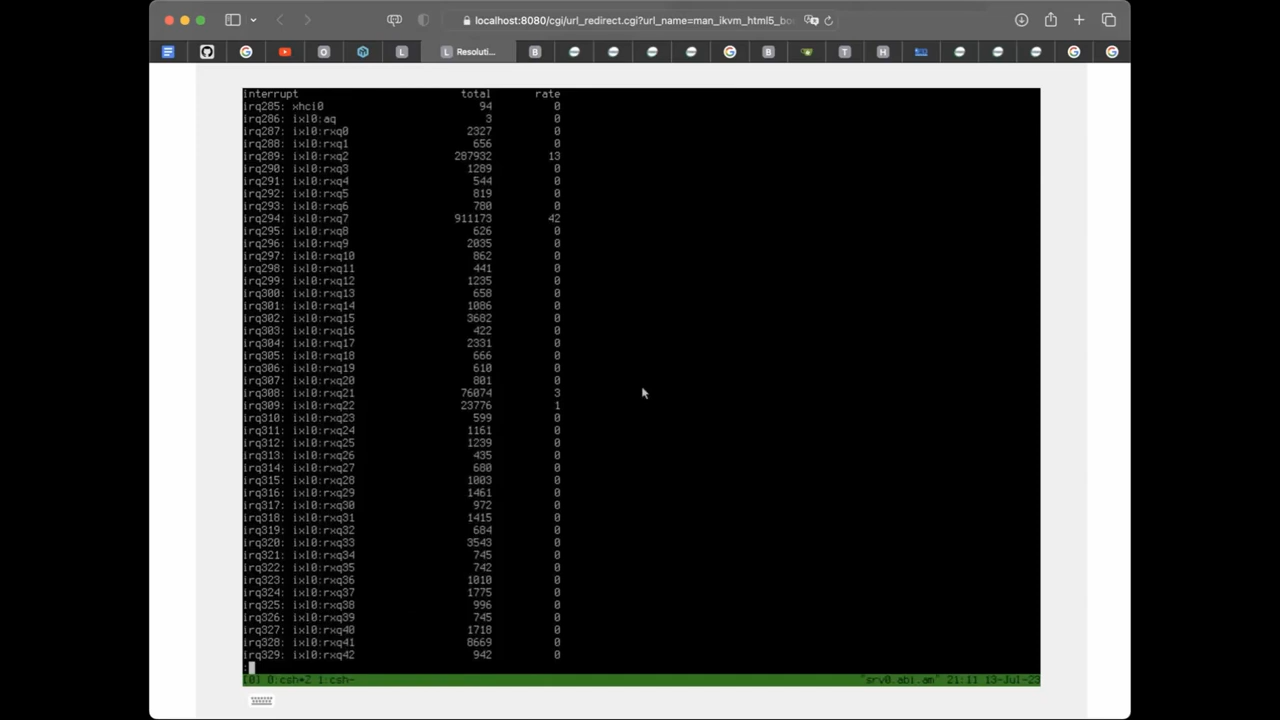 localhost:8080/cgi/url_redirect.cgi?url_name=man_ikvm_html5_bo
Resoluti...
interrupt total rate
irq285: xhci0 94 0
irq286: ixl0:aq 3 0
irq287: ixl0:rxq0 2327 0
irq288: ixl0:rxq1 656 0
irq289: ixl0:rxq2 287932 13
irq290: ixl0:rxq3 1289 0
irq291: ixl0:rxq4 544 0
irq292: ixl0:rxq5 819 0
irq293: ixl0:rxq6 780 0
irq294: ixl0:rxq7 911173 42
irq295: ixl0:rxq8 626 0
irq296: ixl0:rxq9 2035 0
irq297: ixl0:rxq10 862 0
irq298: ixl0:rxq11 441 0
irq299: ixl0:rxq12 1235 0
irq300: ixl0:rxq13 658 0
irq301: ixl0:rxq14 1086 0
irq302: ixl0:rxq15 3682 0
irq303: ixl0:rxq16 422 0
irq304: ixl0:rxq17 2331 0
irq305: ixl0:rxq18 666 0
irq306: ixl0:rxq19 610 0
irq307: ixl0:rxq20 801 0
irq308: ixl0:rxq21 76074 3
irq309: ixl0:rxq22 23776 1
irq310: ixl0:rxq23 599 0
irq311: ixl0:rxq24 1161 0
irq312: ixl0:rxq25 1239 0
irq313: ixl0:rxq26 435 0
irq314: ixl0:rxq27 680 0
irq315: ixl0:rxq28 1003 0
irq316: ixl0:rxq29 1461 0
irq317: ixl0:rxq30 972 0
irq318: ixl0:rxq31 1415 0
irq319: ixl0:rxq32 684 0
irq320: ixl0:rxq33 3543 0
irq321: ixl0:rxq34 745 0
irq322: ixl0:rxq35 742 0
irq323: ixl0:rxq36 1010 0
irq324: ixl0:rxq37 1775 0
irq325: ixl0:rxq38 996 0
irq326: ixl0:rxq39 745 0
irq327: ixl0:rxq40 1718 0
irq328: ixl0:rxq41 8669 0
irq329: ixl0:rxq42 942 0
:
[0] 0:csh*Z 1:csh- "srv0.abi.am" 21:11 13-Jul-23